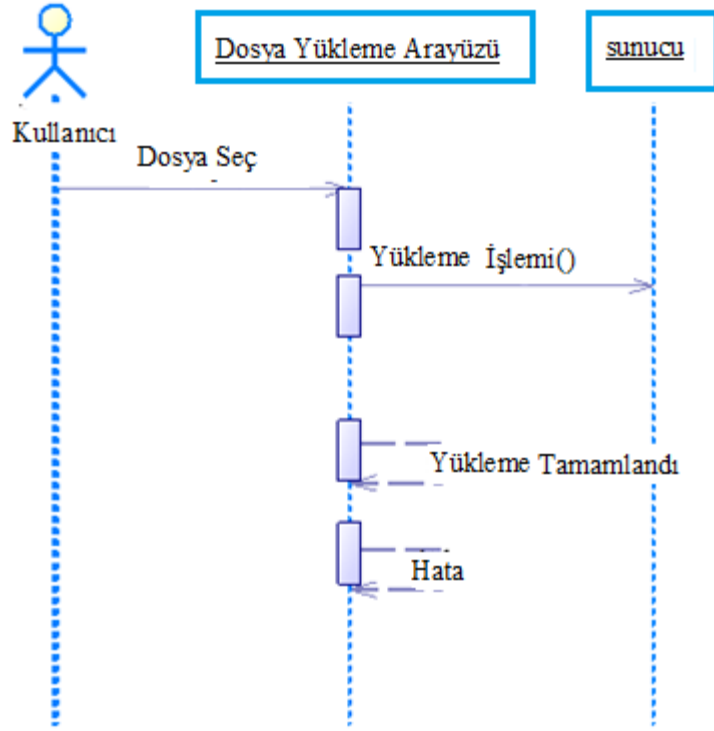 Dosya Yükleme Arayüzü
sunucu
Kullanıcı
Dosya Seç
Yükleme İşlemi()
Yükleme Tamamlandı
Hata